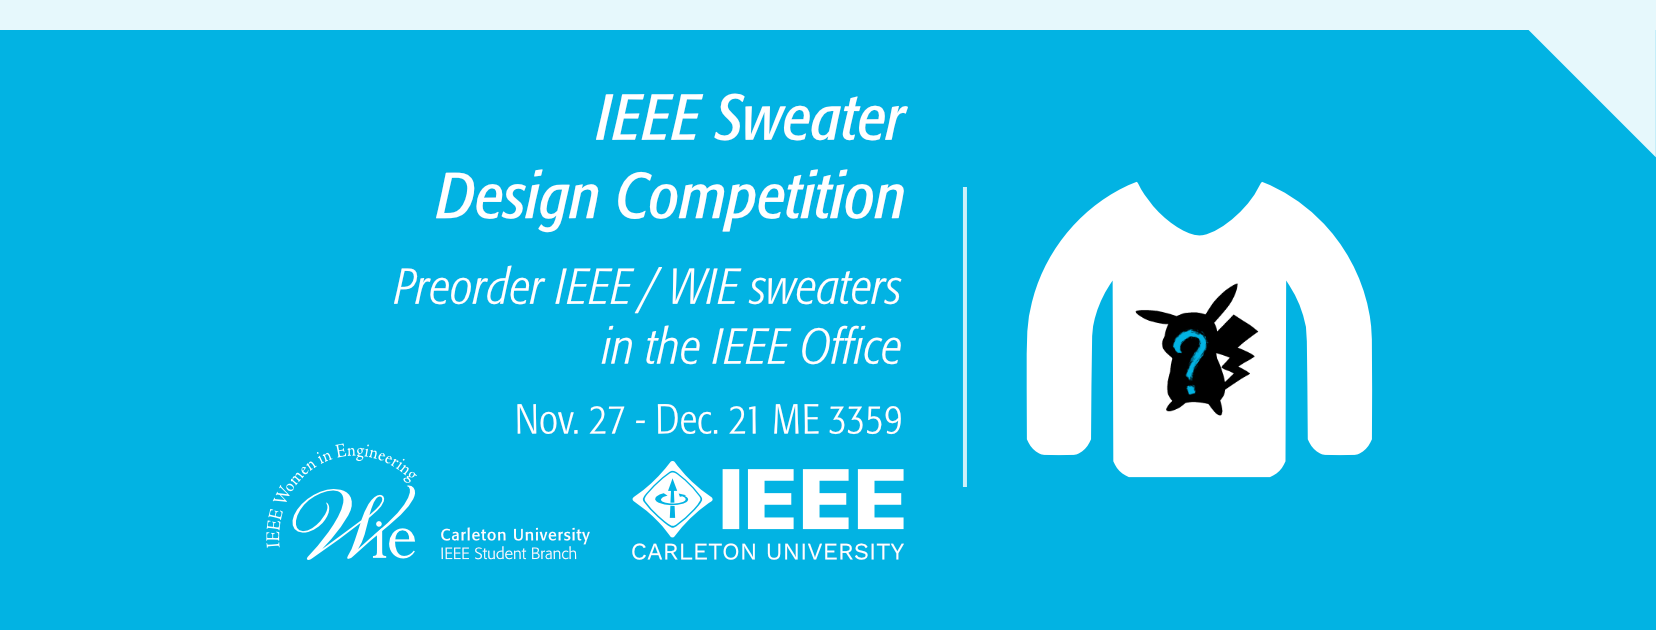 IEEE Sweater
Design Competition
Preorder IEEE / WIE sweaters
in the IEEE Office
Nov. 27 - Dec. 21 ME 3359
IEEE Women in Engineering
Wie
Carleton University
IEEE Student Branch
IEEE
CARLETON UNIVERSITY
?